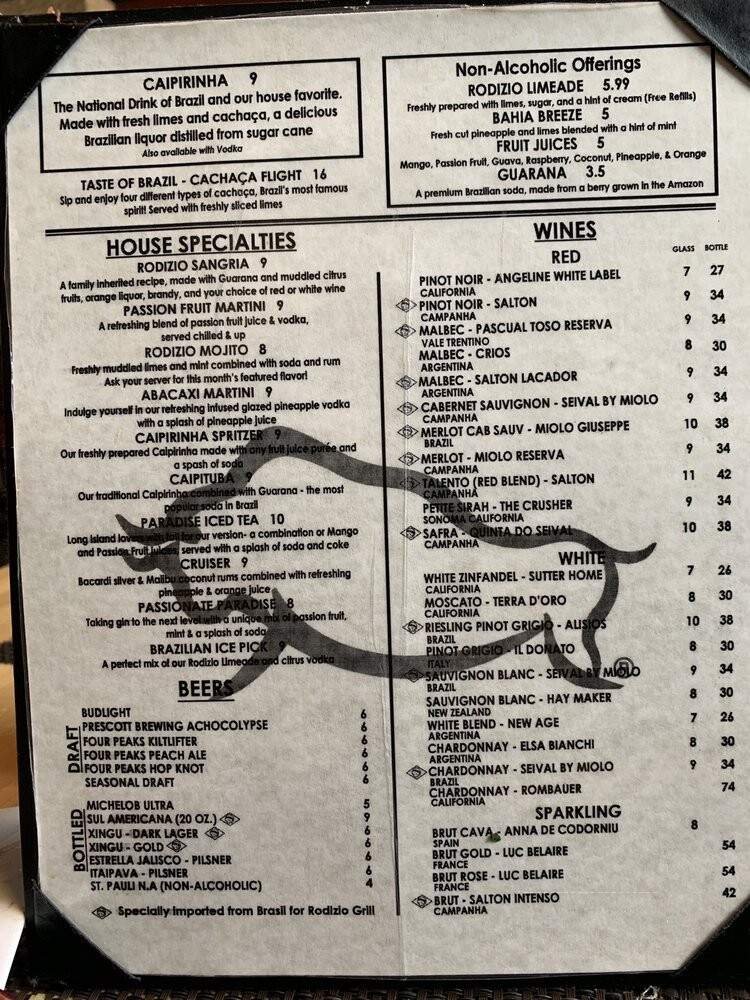 CAIPIRINHA 9
The National Drink of Brazil and our house favorite.
Made with fresh limes and cachaça, a delicious
Brazilian liquor distilled from sugar cane
Also available with Vodka
TASTE OF BRAZIL - CACHAÇA FLIGHT 16
Sip and enjoy four different types of cachaça, Brazil's most famous
spirit! Served with freshly sliced limes
Non-Alcoholic Offerings
RODIZIO LIMEADE 5.99
Freshly prepared with limes, sugar, and a hint of cream (Free Refills)
BAHIA BREEZE 5
Fresh cut pineapple and limes blended with a hint of mint
FRUIT JUICES 5
Mango, Passion Fruit, Guava, Raspberry, Coconut, Pineapple, & Orange
GUARANA 3.5
A premium Brazilian soda, made from a berry grown in the Amazon
HOUSE SPECIALTIES
RODIZIO SANGRIA 9
A family inherited recipe, made with Guarana and muddled citrus
fruits, orange liquor, brandy, and your choice of red or white wine
PASSION FRUIT MARTINI 9
A refreshing blend of passion fruit juice & vodka,
served chilled & up
RODIZIO MOJITO 8
Freshly muddled limes and mint combined with soda and rum
Ask your server for this month's featured flavor!
ABACAXI MARTINI 9
Indulge yourself in our refreshing infused glazed pineapple vodka
with a splash of pineapple juice
CAIPIRINHA SPRITZER 9
Our freshly prepared Caipirinha made with any fruit juice purée and
a spash of soda
CAIPITUBA 9
Our traditional Caipirinha combined with Guarana - the most
popular soda in Brazil
PARADISE ICED TEA 10
Long island lovers with fall for our version- a combination or Mango
and Passion Fruit juices, served with a splash of soda and coke
CRUISER 9
Bacardi silver & Malibu coconut rums combined with refreshing
pineapple & orange juice
PASSIONATE PARADISE 8
Taking gin to the next level with a unique mix of passion fruit,
mint & a splash of soda
BRAZILIAN ICE PICK 9
A perfect mix of our Rodizio Limeade and citrus vodka
BEERS
DRAFT
BUDLIGHT 6
PRESCOTT BREWING ACHOCOLYPSE 6
FOUR PEAKS KILTLIFTER 6
FOUR PEAKS PEACH ALE 6
FOUR PEAKS HOP KNOT 6
SEASONAL DRAFT 6
BOTTLED
MICHELOB ULTRA 5
SUL AMERICANA (20 OZ.) 9
XINGU - DARK LAGER 6
XINGU - GOLD 6
ESTRELLA JALISCO - PILSNER 6
ITAIPAVA - PILSNER 6
ST. PAULI N.A (NON-ALCOHOLIC) 4
Specially imported from Brasil for Rodizio Grill
WINES
RED GLASS BOTTLE
PINOT NOIR - ANGELINE WHITE LABEL 7 27
CALIFORNIA
PINOT NOIR - SALTON 9 34
CAMPANHA
MALBEC - PASCUAL TOSO RESERVA 9 34
VALE TRENTINO
MALBEC - CRIOS 8 30
ARGENTINA
MALBEC - SALTON LACADOR 9 34
ARGENTINA
CABERNET SAUVIGNON - SEIVAL BY MIOLO 9 34
CAMPANHA
MERLOT CAB SAUV - MIOLO GIUSEPPE 10 38
BRAZIL
MERLOT - MIOLO RESERVA 9 34
CAMPANHA
TALENTO (RED BLEND) - SALTON 11 42
CAMPANHA
PETITE SIRAH - THE CRUSHER 9 34
SONOMA CALIFORNIA
SAFRA - QUINTA DO SEIVAL 10 38
CAMPANHA
WHITE
WHITE ZINFANDEL - SUTTER HOME 7 26
CALIFORNIA
MOSCATO - TERRA D'ORO 8 30
CALIFORNIA
RIESLING PINOT GRIGIO - ALISIOS 10 38
BRAZIL
PINOT GRIGIO - IL DONATO 8 30
ITALY
SAUVIGNON BLANC - SEIVAL BY MIOLO 9 34
BRAZIL
SAUVIGNON BLANC - HAY MAKER 8 30
NEW ZEALAND
WHITE BLEND - NEW AGE 7 26
ARGENTINA
CHARDONNAY - ELSA BIANCHI 8 30
ARGENTINA
CHARDONNAY - SEIVAL BY MIOLO 9 34
BRAZIL
CHARDONNAY - ROMBAUER 74
CALIFORNIA
SPARKLING
BRUT CAVA - ANNA DE CODORNIU 8
SPAIN
BRUT GOLD - LUC BELAIRE 54
FRANCE
BRUT ROSE - LUC BELAIRE 54
FRANCE
BRUT - SALTON INTENSO 42
CAMPANHA
®